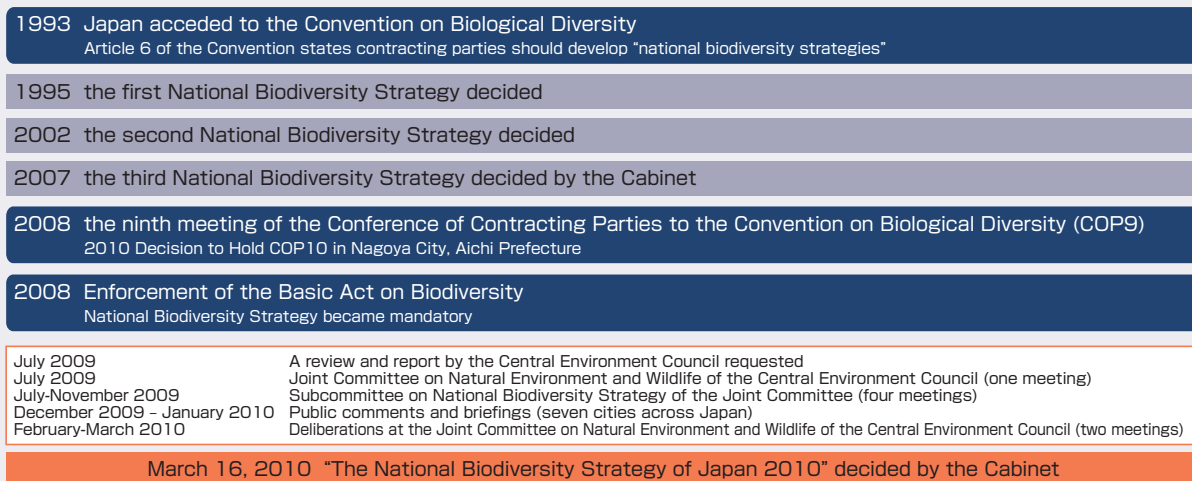 1993 Japan acceded to the Convention on Biological Diversity
Article 6 of the Convention states contracting parties should develop “national biodiversity strategies”
1995 the first National Biodiversity Strategy decided
2002 the second National Biodiversity Strategy decided
2007 the third National Biodiversity Strategy decided by the Cabinet
2008 the ninth meeting of the Conference of Contracting Parties to the Convention on Biological Diversity (COP9)
2010 Decision to Hold COP10 in Nagoya City, Aichi Prefecture
2008 Enforcement of the Basic Act on Biodiversity
National Biodiversity Strategy became mandatory
July 2009 A review and report by the Central Environment Council requested
July 2009 Joint Committee on Natural Environment and Wildlife of the Central Environment Council (one meeting)
July-November 2009 Subcommittee on National Biodiversity Strategy of the Joint Committee (four meetings)
December 2009 – January 2010 Public comments and briefings (seven cities across Japan)
February-March 2010 Deliberations at the Joint Committee on Natural Environment and Wildlife of the Central Environment Council (two meetings)
March 16, 2010 “The National Biodiversity Strategy of Japan 2010” decided by the Cabinet